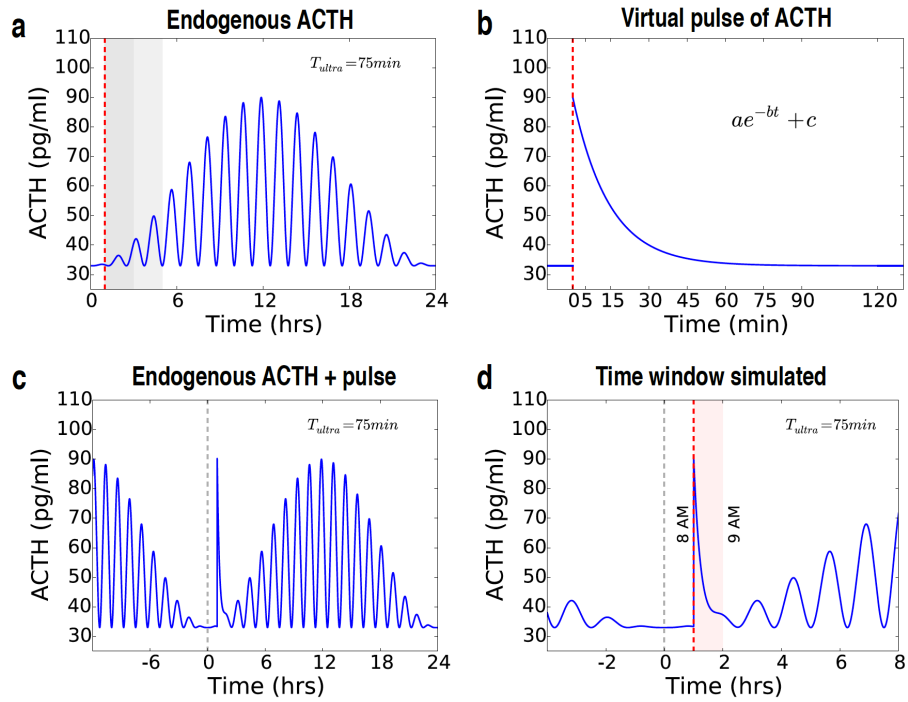 a
Endogenous ACTH
ACTH (pg/ml)
110
100
90
80
70
60
50
40
30
T_ultra = 75min
0 6 12 18 24
Time (hrs)
b
Virtual pulse of ACTH
ACTH (pg/ml)
110
100
90
80
70
60
50
40
30
ae^{-bt} + c
0 5 15 30 45 60 75 90 120
Time (min)
c
Endogenous ACTH + pulse
ACTH (pg/ml)
110
100
90
80
70
60
50
40
30
T_ultra = 75min
-6 0 6 12 18 24
Time (hrs)
d
Time window simulated
ACTH (pg/ml)
110
100
90
80
70
60
50
40
30
T_ultra = 75min
8 AM
9 AM
-2 0 2 4 6 8
Time (hrs)